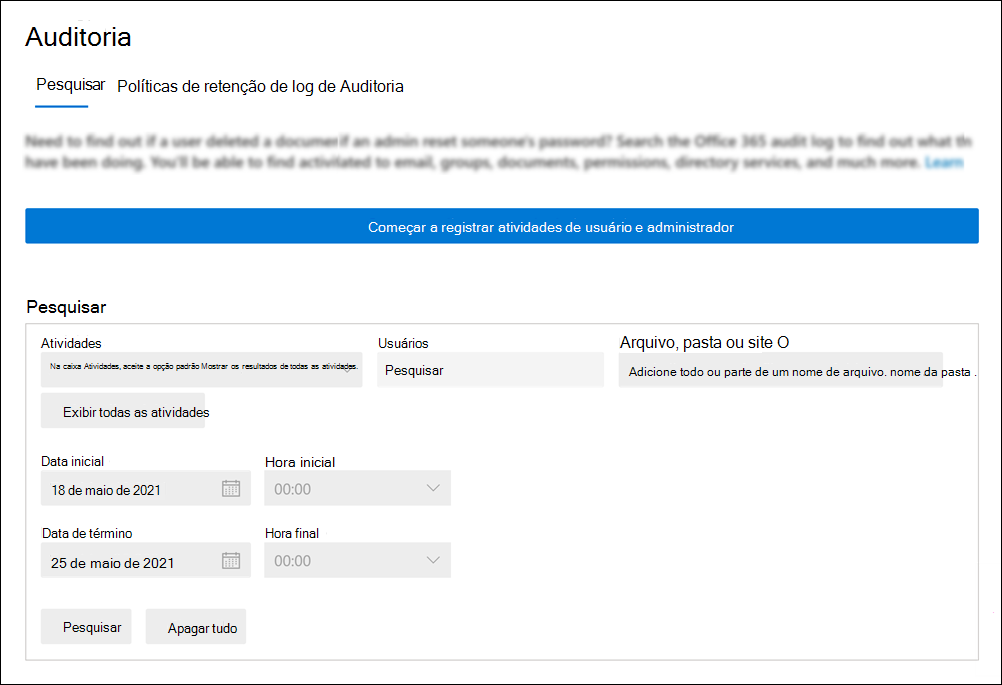 Auditoria
Pesquisar Políticas de retenção de log de Auditoria
Need to find out if a user deleted a documer if an admin reset someone's password? Search the Office 365 audit log to find out what th
have been doing. You'll be able to find activilated to email, groups, documents, permissions, directory services, and much more. Learn
Começar a registrar atividades de usuário e administrador
Pesquisar
Atividades Usuários Arquivo, pasta ou site O
Na caixa Atividades, aceite a opção padrão Mostrar os resultados de todas as atividades. Pesquisar Adicione todo ou parte de um nome de arquivo. nome da pasta .
Exibir todas as atividades
Data inicial Hora inicial
18 de maio de 2021 00:00
Data de término Hora final
25 de maio de 2021 00:00
Pesquisar Apagar tudo